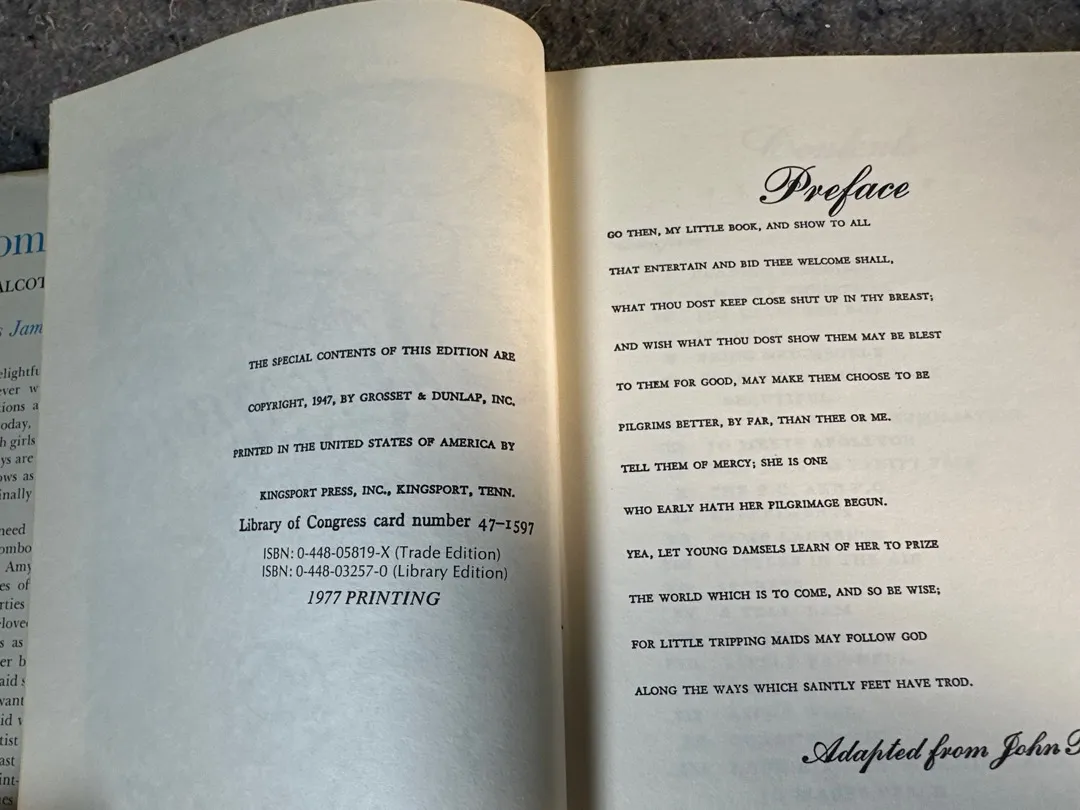 om
ALCOT
s Jam
elightfu
ever w
tions a
oday,
h girls
ys are
ows as
inally
need
ombo
Amy
es of
rties
love
s as
er b
aid s
want
id v
tist
ast
int-
es
THE SPECIAL CONTENTS OF THIS EDITION ARE
COPYRIGHT, 1947, BY GROSSET & DUNLAP, INC.
PRINTED IN THE UNITED STATES OF AMERICA BY
KINGSPORT PRESS, INC., KINGSPORT, TENN.
Library of Congress card number 47-1597
ISBN: 0-448-05819-X (Trade Edition)
ISBN: 0-448-03257-0 (Library Edition)
1977 PRINTING
Preface
GO THEN, MY LITTLE BOOK, AND SHOW TO ALL
THAT ENTERTAIN AND BID THEE WELCOME SHALL,
WHAT THOU DOST KEEP CLOSE SHUT UP IN THY BREAST;
AND WISH WHAT THOU DOST SHOW THEM MAY BE BLEST
TO THEM FOR GOOD, MAY MAKE THEM CHOOSE TO BE
PILGRIMS BETTER, BY FAR, THAN THEE OR ME.
TELL THEM OF MERCY; SHE IS ONE
WHO EARLY HATH HER PILGRIMAGE BEGUN.
YEA, LET YOUNG DAMSELS LEARN OF HER TO PRIZE
THE WORLD WHICH IS TO COME, AND SO BE WISE;
FOR LITTLE TRIPPING MAIDS MAY FOLLOW GOD
ALONG THE WAYS WHICH SAINTLY FEET HAVE TROD.
Adapted from John